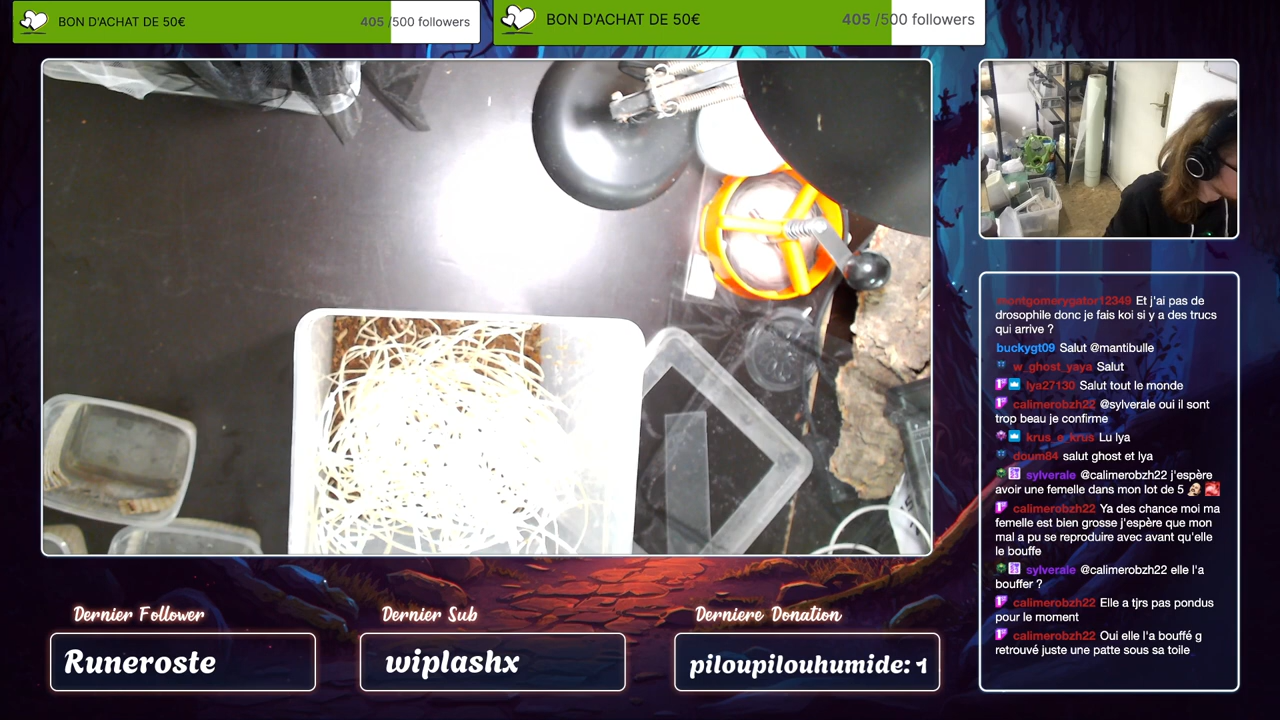 BON D'ACHAT DE 50€ 405 /500 followers
BON D'ACHAT DE 50€ 405 /500 followers
montgomerygator12349 Et j'ai pas de
drosophile donc je fais koi si y a des trucs
qui arrive ?
buckygt09 Salut @mantibulle
w_ghost_yaya Salut
lya27130 Salut tout le monde
calimerobzh22 @sylverale oui il sont
trop beau je confirme
krus_e_krus Lu lya
doum84 salut ghost et lya
sylverale @calimerobzh22 j'espère
avoir une femelle dans mon lot de 5
calimerobzh22 Ya des chance moi ma
femelle est bien grosse j'espère que mon
mal a pu se reproduire avec avant qu'elle
le bouffe
sylverale @calimerobzh22 elle l'a
bouffer ?
calimerobzh22 Elle a tjrs pas pondus
pour le moment
calimerobzh22 Oui elle l'a bouffé g
retrouvé juste une patte sous sa toile
Dernier Follower
Runeroste
Dernier Sub
wiplashx
Derniere Donation
piloupilouhumide: 1